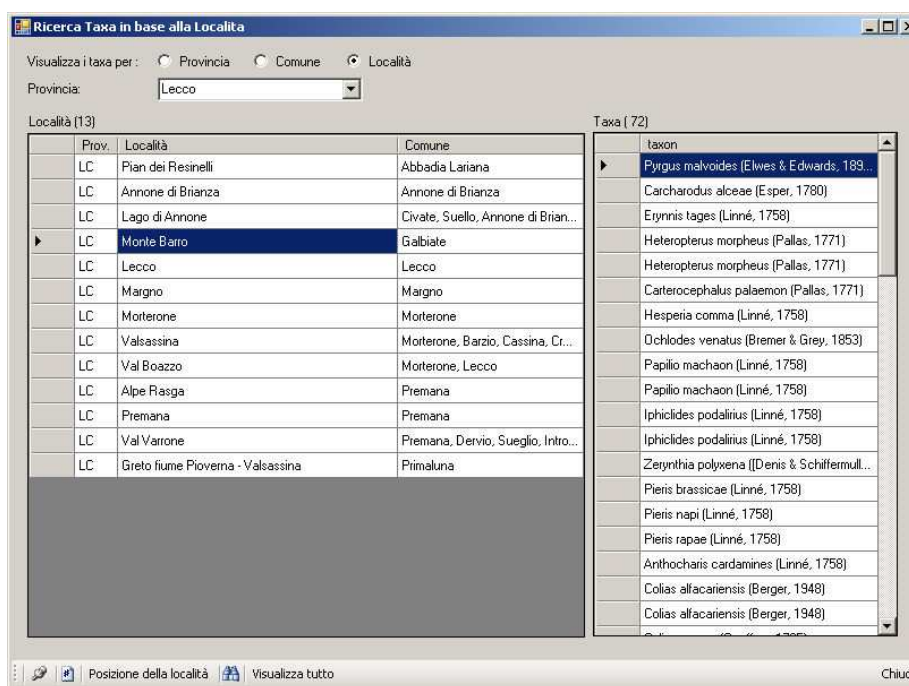 Ricerca Taxa in base alla Localita
Visualizza i taxa per : Provincia Comune Località
Provincia: Lecco
Località (13)
Prov. Località Comune
LC Pian dei Resinelli Abbadia Lariana
LC Annone di Brianza Annone di Brianza
LC Lago di Annone Civate, Suello, Annone di Brian...
LC Monte Barro Galbiate
LC Lecco Lecco
LC Margno Margno
LC Morterone Morterone
LC Valsassina Morterone, Barzio, Cassina, Cr...
LC Val Boazzo Morterone, Lecco
LC Alpe Rasga Premana
LC Premana Premana
LC Val Varrone Premana, Dervio, Sueglio, Intro...
LC Greto fiume Pioverna - Valsassina Primaluna
Taxa ( 72)
taxon
Pyrgus malvoides (Elwes & Edwards, 189...
Carcharodus alceae (Esper, 1780)
Erynnis tages (Linné, 1758)
Heteropterus morpheus (Pallas, 1771)
Heteropterus morpheus (Pallas, 1771)
Carterocephalus palaemon (Pallas, 1771)
Hesperia comma (Linné, 1758)
Ochlodes venatus (Bremer & Grey, 1853)
Papilio machaon (Linné, 1758)
Papilio machaon (Linné, 1758)
Iphiclides podalirius (Linné, 1758)
Iphiclides podalirius (Linné, 1758)
Zerynthia polyxena ([Denis & Schiffermull...
Pieris brassicae (Linné, 1758)
Pieris napi (Linné, 1758)
Pieris rapae (Linné, 1758)
Anthocharis cardamines (Linné, 1758)
Colias alfacariensis (Berger, 1948)
Colias alfacariensis (Berger, 1948)
Posizione della località Visualizza tutto Chiud